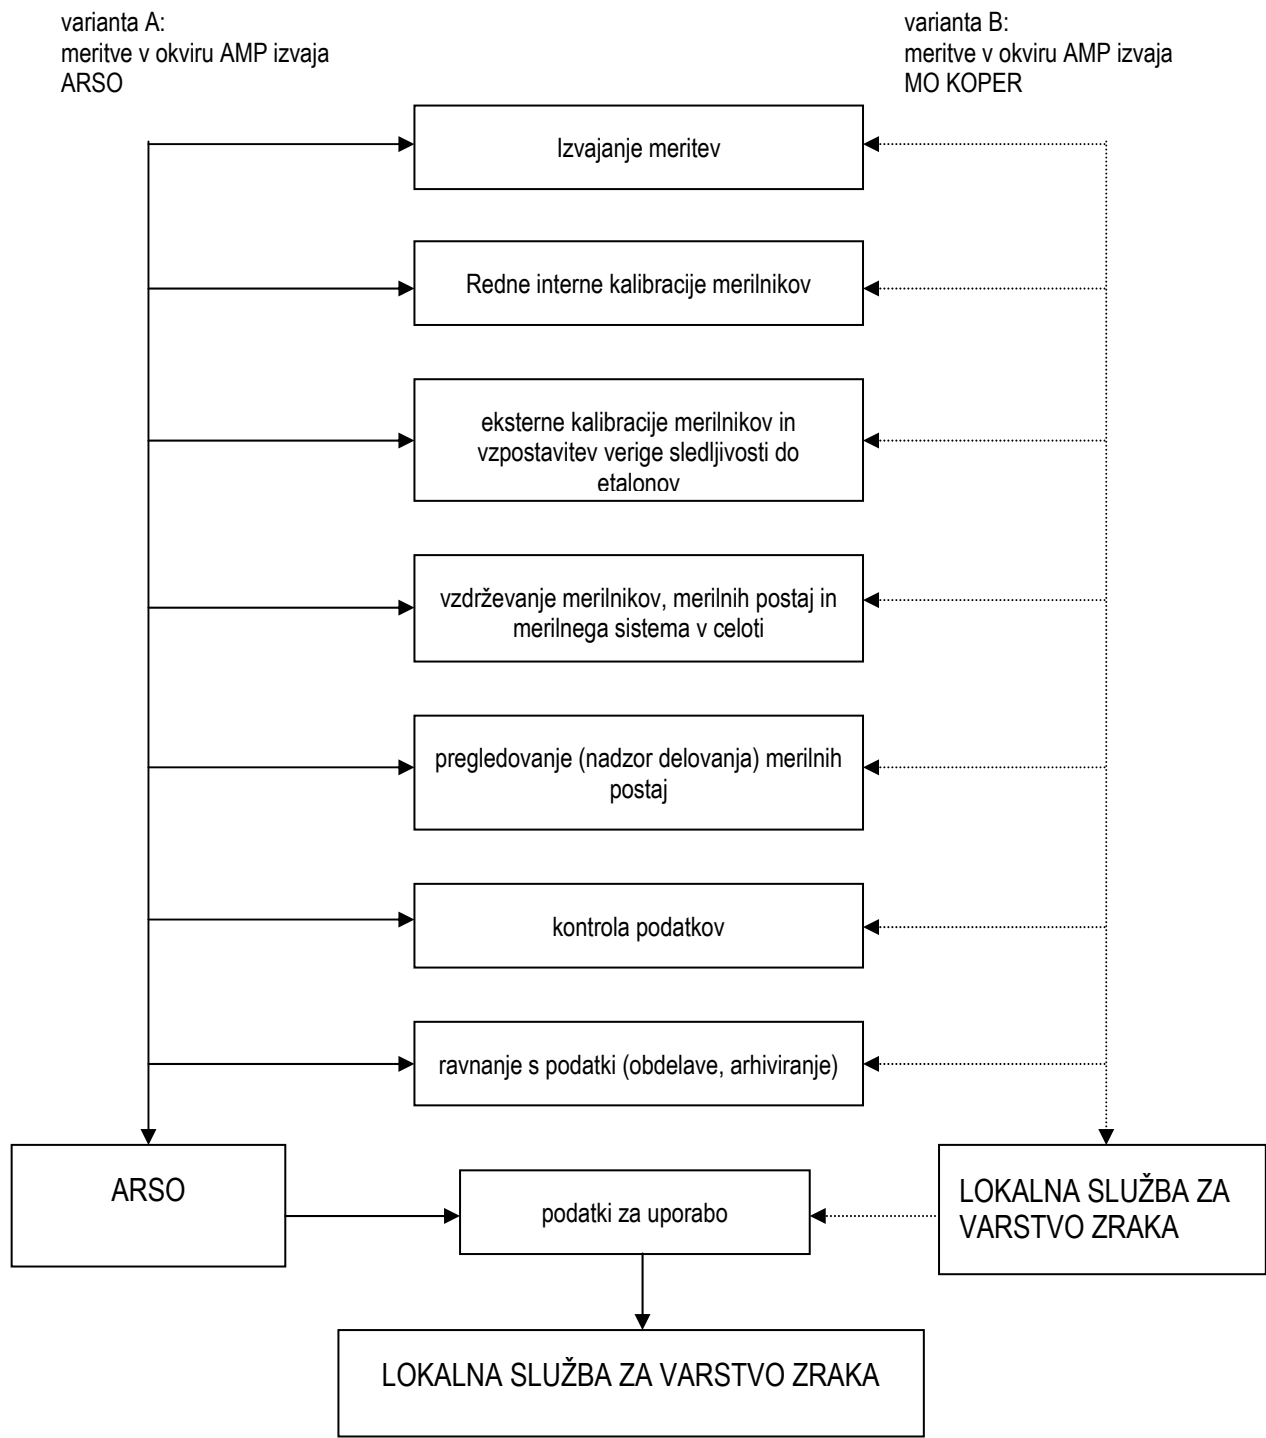 varianta A:
meritve v okviru AMP izvaja
ARSO
varianta B:
meritve v okviru AMP izvaja
MO KOPER
Izvajanje meritev
Redne interne kalibracije merilnikov
eksterne kalibracije merilnikov in
vzpostavitev verige sledljivosti do
etalonov
vzdrževanje merilnikov, merilnih postaj in
merilnega sistema v celoti
pregledovanje (nadzor delovanja) merilnih
postaj
kontrola podatkov
ravnanje s podatki (obdelave, arhiviranje)
ARSO
podatki za uporabo
LOKALNA SLUŽBA ZA
VARSTVO ZRAKA
LOKALNA SLUŽBA ZA VARSTVO ZRAKA